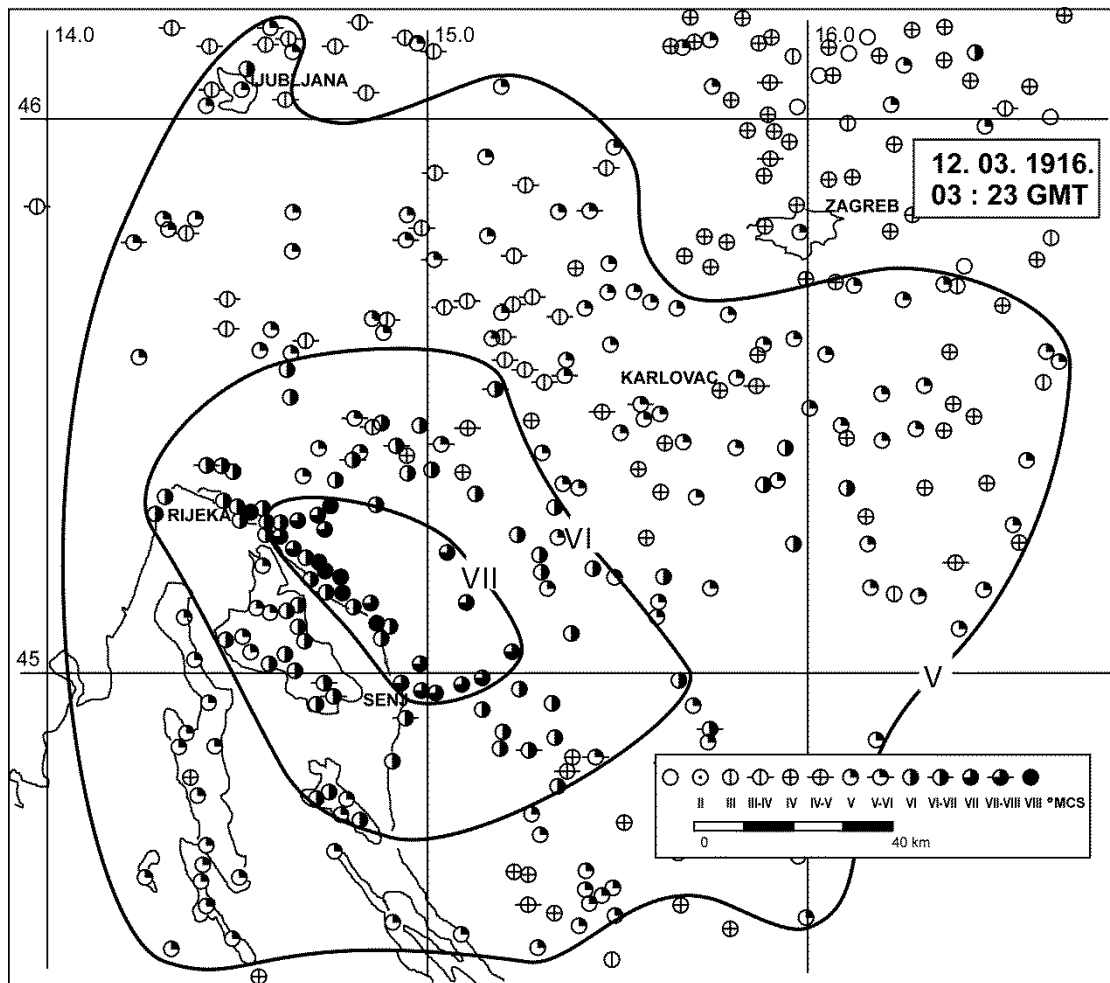 14.0
15.0
16.0
LJUBLJANA
46
12. 03. 1916.
03 : 23 GMT
ZAGREB
KARLOVAC
RIJEKA
VI
VII
45
V
SENJ
II III III-IV IV IV-V V V-VI VI VI-VII VII VII-VIII VIII °MCS
0 40 km